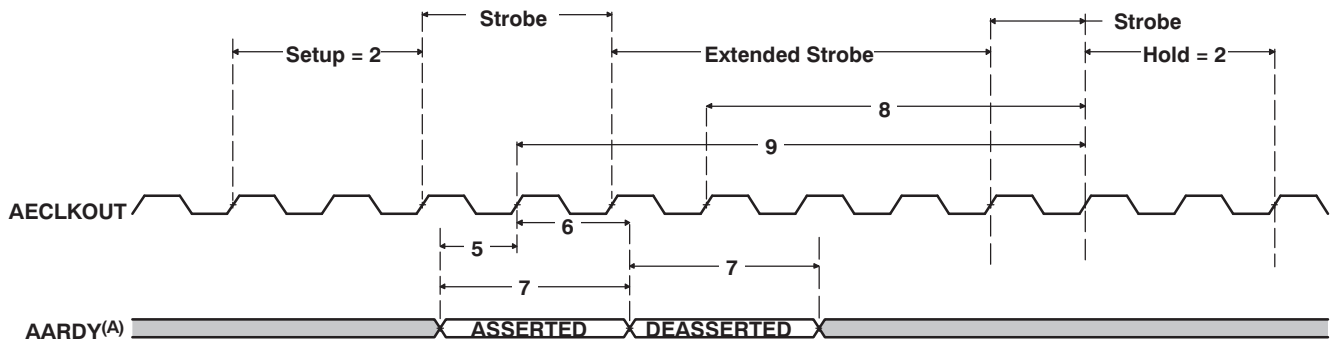 Strobe
Strobe
Setup = 2
Extended Strobe
Hold = 2
8
9
AECLKOUT
6
5
7
7
AARDY(A)
ASSERTED
DEASSERTED